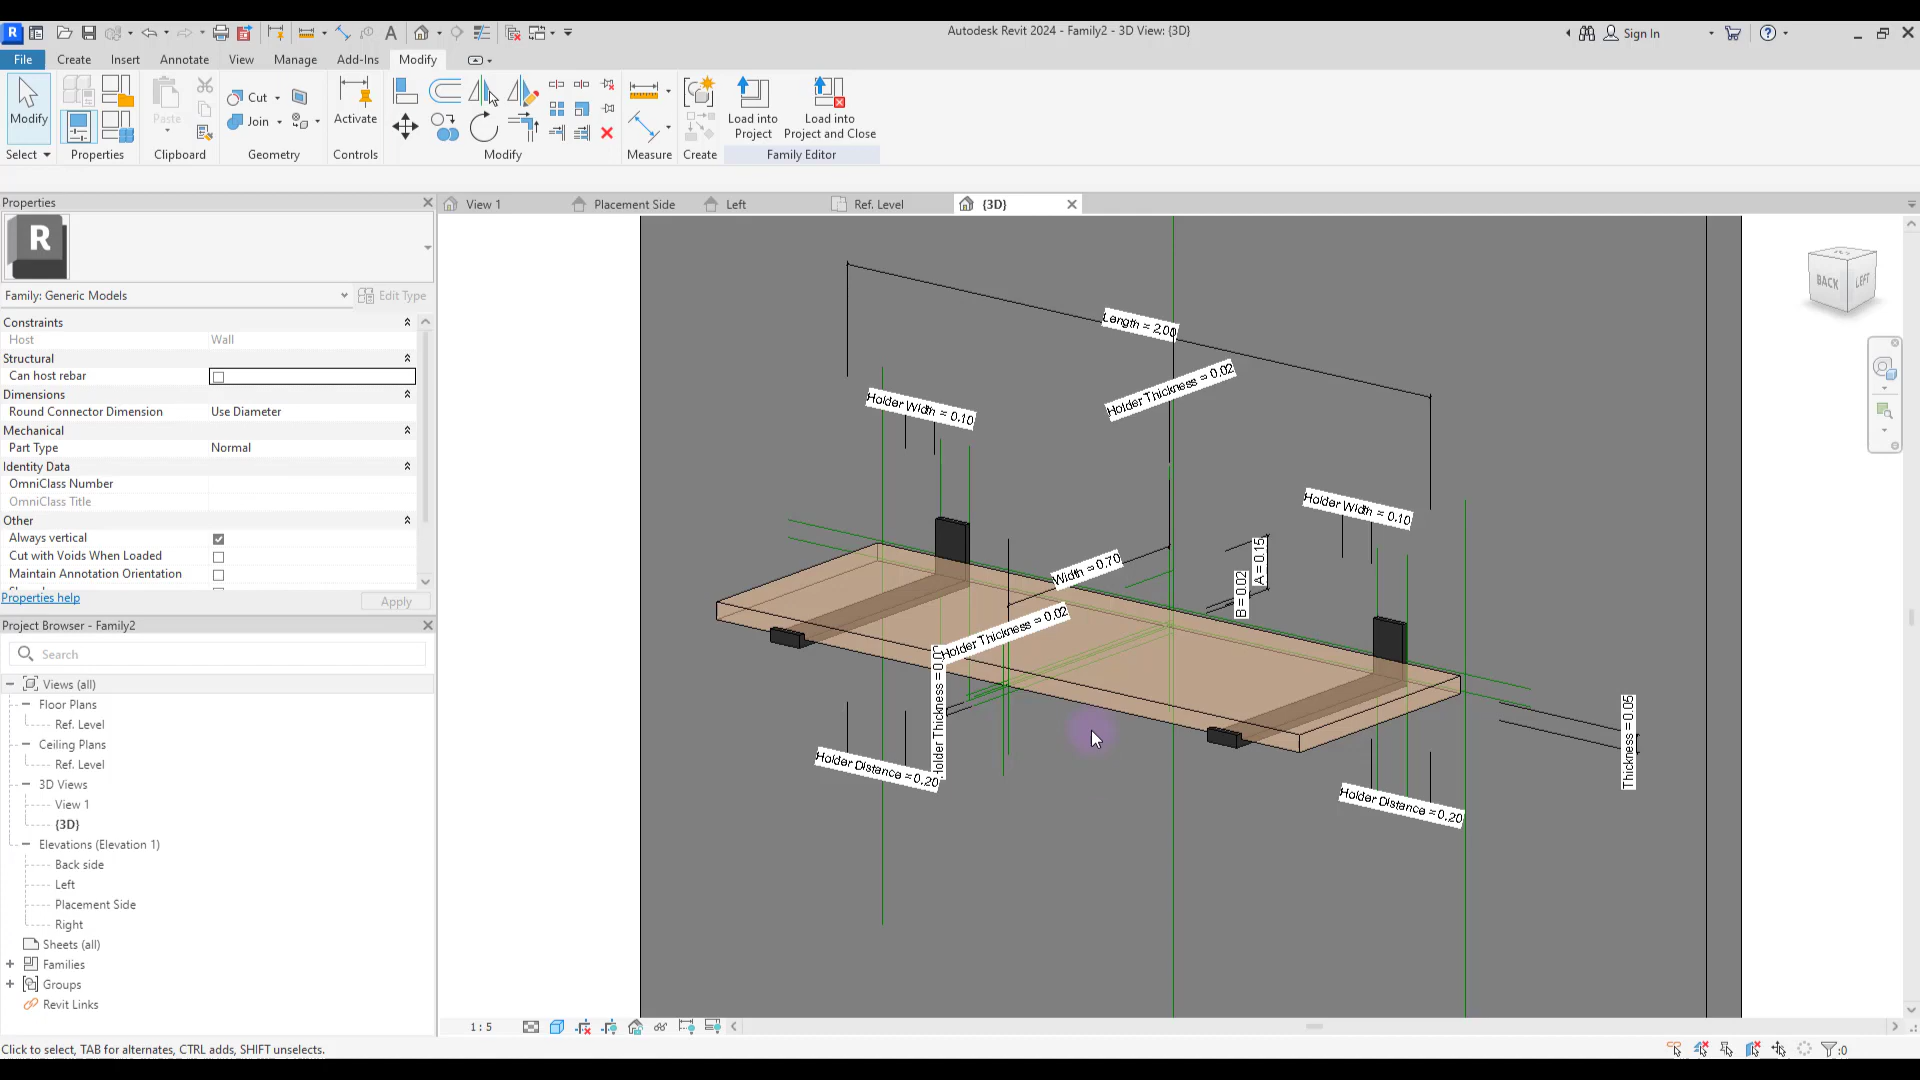 Autodesk Revit 2024 - Family2 - 3D View: {3D}
Sign In
File
Create
Insert
Annotate
View
Manage
Add-Ins
Modify
Modify
Paste
Cut
Join
Activate
Load into
Project
Load into
Project and Close
Select
Properties
Clipboard
Geometry
Controls
Modify
Measure
Create
Family Editor
Properties
View 1
Placement Side
Left
Ref. Level
{3D}
R
Family: Generic Models
Edit Type
Constraints
Host Wall
Structural
Can host rebar
Dimensions
Round Connector Dimension Use Diameter
Mechanical
Part Type Normal
Identity Data
OmniClass Number
OmniClass Title
Other
Always vertical
Cut with Voids When Loaded
Maintain Annotation Orientation
Properties help
Apply
Project Browser - Family2
Search
Views (all)
Floor Plans
Ref. Level
Ceiling Plans
Ref. Level
3D Views
View 1
{3D}
Elevations (Elevation 1)
Back side
Left
Placement Side
Right
Sheets (all)
Families
Groups
Revit Links
Length = 2.00
Holder Thickness = 0.02
Holder Width = 0.10
Holder Width = 0.10
A = 0.15
B = 0.02
Width = 0.70
Holder Thickness = 0.02
Holder Thickness = 0.0
Holder Distance = 0.20
Holder Distance = 0.20
Thickness = 0.05
BACK
LEFT
1 : 5
Click to select, TAB for alternates, CTRL adds, SHIFT unselects.
:0